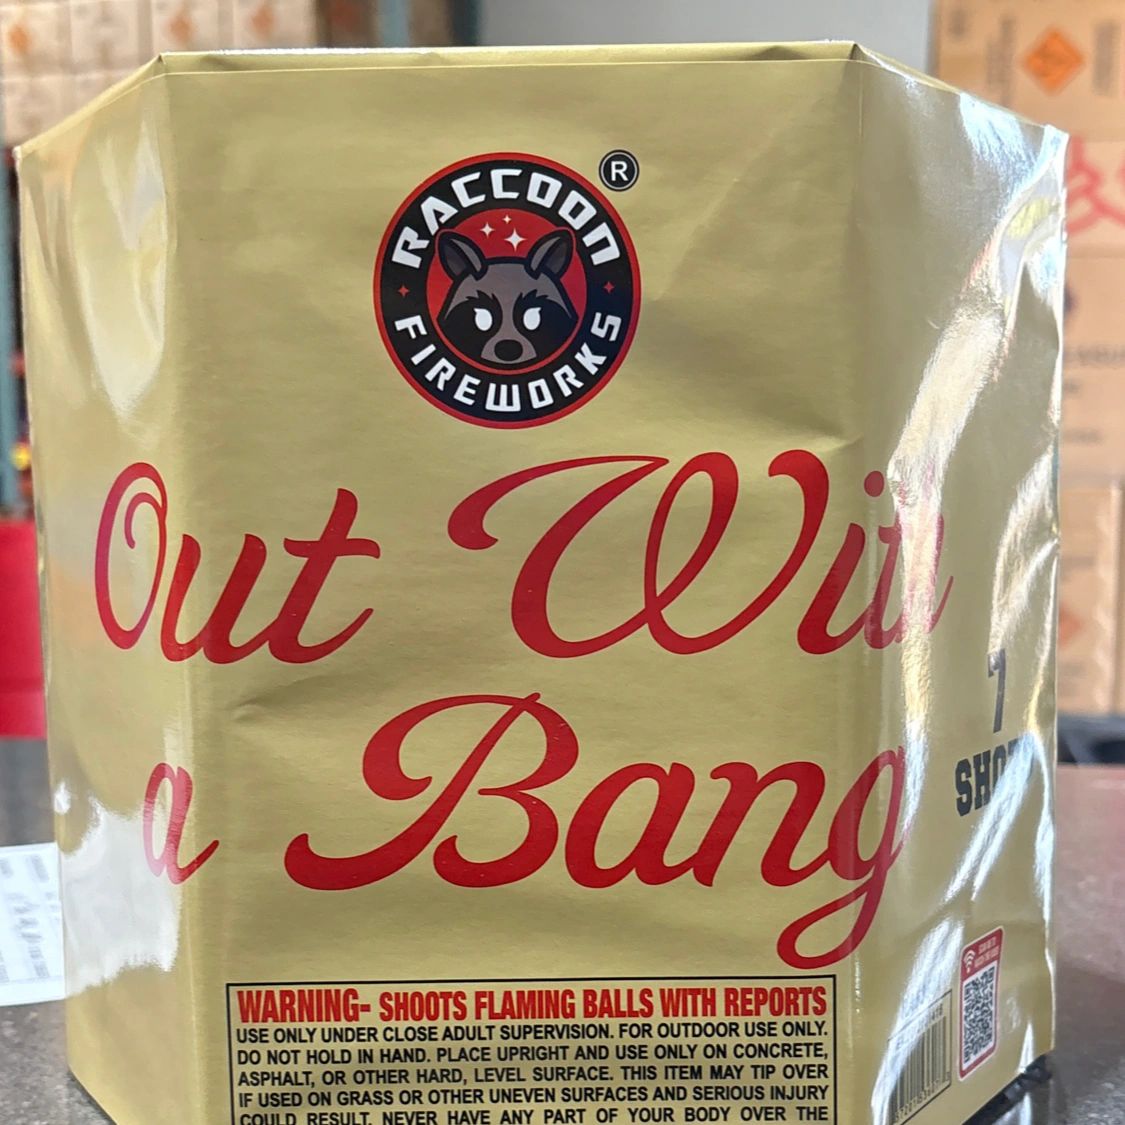 RACCOON
FIREWORKS
®
Out Wit
a Bang
7
WARNING- SHOOTS FLAMING BALLS WITH REPORTS
USE ONLY UNDER CLOSE ADULT SUPERVISION. FOR OUTDOOR USE ONLY.
DO NOT HOLD IN HAND. PLACE UPRIGHT AND USE ONLY ON CONCRETE,
ASPHALT, OR OTHER HARD, LEVEL SURFACE. THIS ITEM MAY TIP OVER
IF USED ON GRASS OR OTHER UNEVEN SURFACES AND SERIOUS INJURY
COULD RESULT. NEVER HAVE ANY PART OF YOUR BODY OVER THE